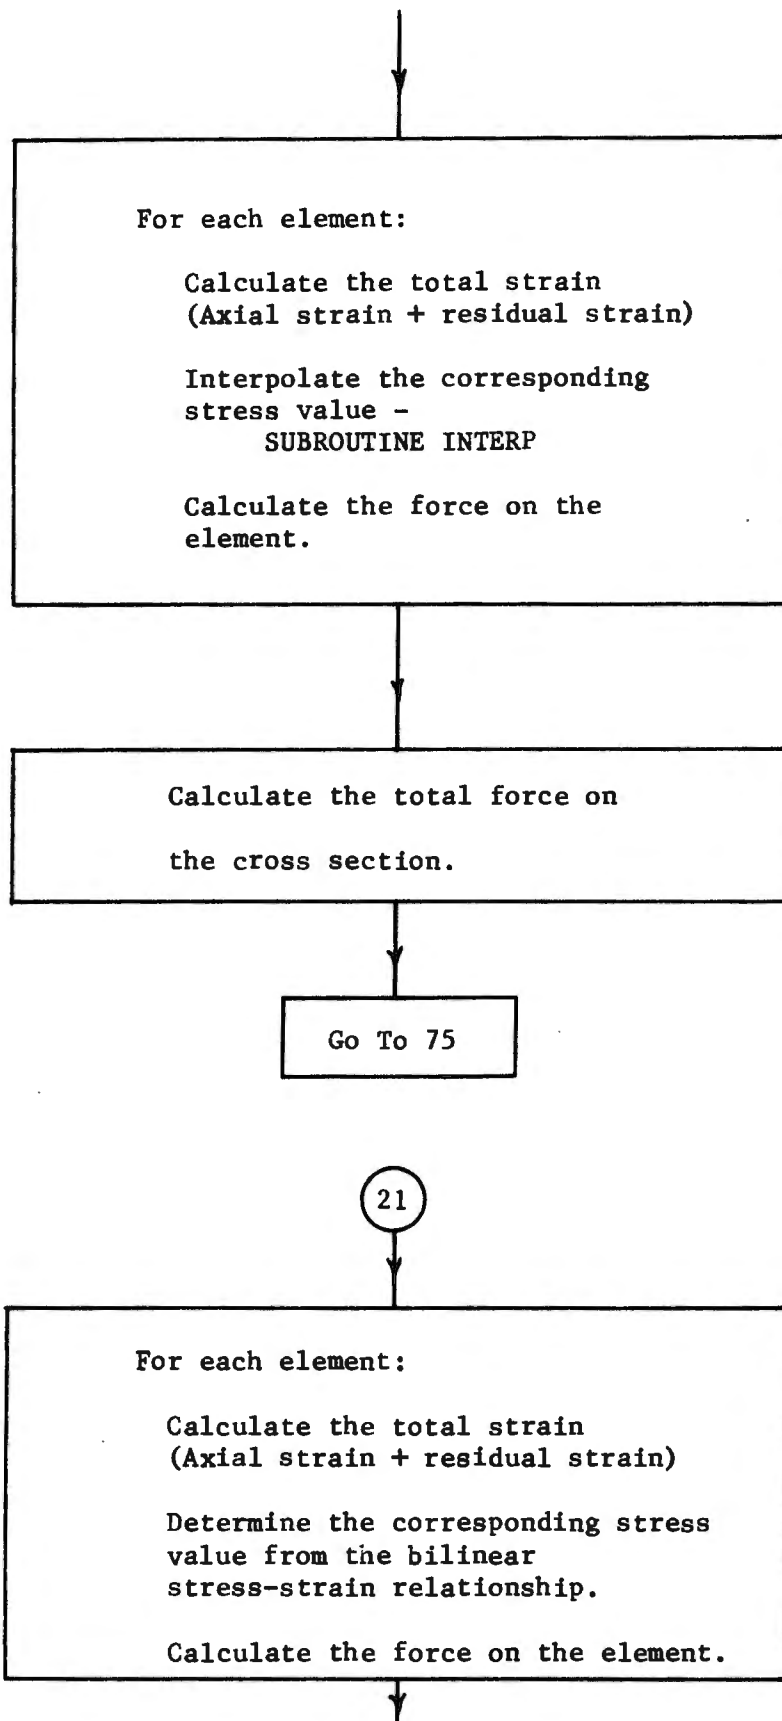 For each element:
Calculate the total strain
(Axial strain + residual strain)
Interpolate the corresponding
stress value -
SUBROUTINE INTERP
Calculate the force on the
element.
Calculate the total force on
the cross section.
Go To 75
21
For each element:
Calculate the total strain
(Axial strain + residual strain)
Determine the corresponding stress
value from the bilinear
stress-strain relationship.
Calculate the force on the element.